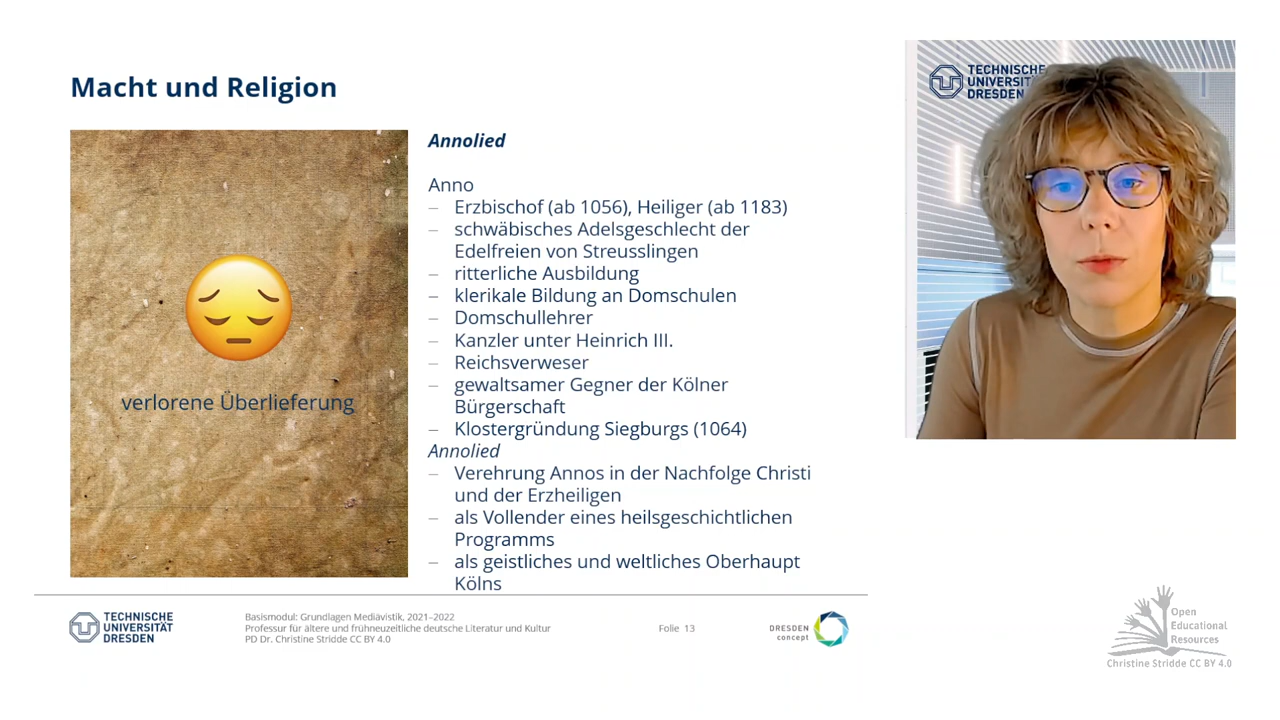 Macht und Religion
verlorene Überlieferung
Annolied
Anno
– Erzbischof (ab 1056), Heiliger (ab 1183)
– schwäbisches Adelsgeschlecht der
Edelfreien von Streusslingen
– ritterliche Ausbildung
– klerikale Bildung an Domschulen
– Domschullehrer
– Kanzler unter Heinrich III.
– Reichsverweser
– gewaltsamer Gegner der Kölner
Bürgerschaft
– Klostergründung Siegburgs (1064)
Annolied
– Verehrung Annos in der Nachfolge Christi
und der Erzheiligen
– als Vollender eines heilsgeschichtlichen
Programms
– als geistliches und weltliches Oberhaupt
Kölns
TECHNISCHE
UNIVERSITÄT
DRESDEN
Basismodul: Grundlagen Mediävistik, 2021–2022
Professur für ältere und frühneuzeitliche deutsche Literatur und Kultur
PD Dr. Christine Stridde CC BY 4.0
Folie 13
DRESDEN
concept
TECHNISCHE
UNIVERSITÄT
DRESDEN
Open
Educational
Resources
Christine Stridde CC BY 4.0